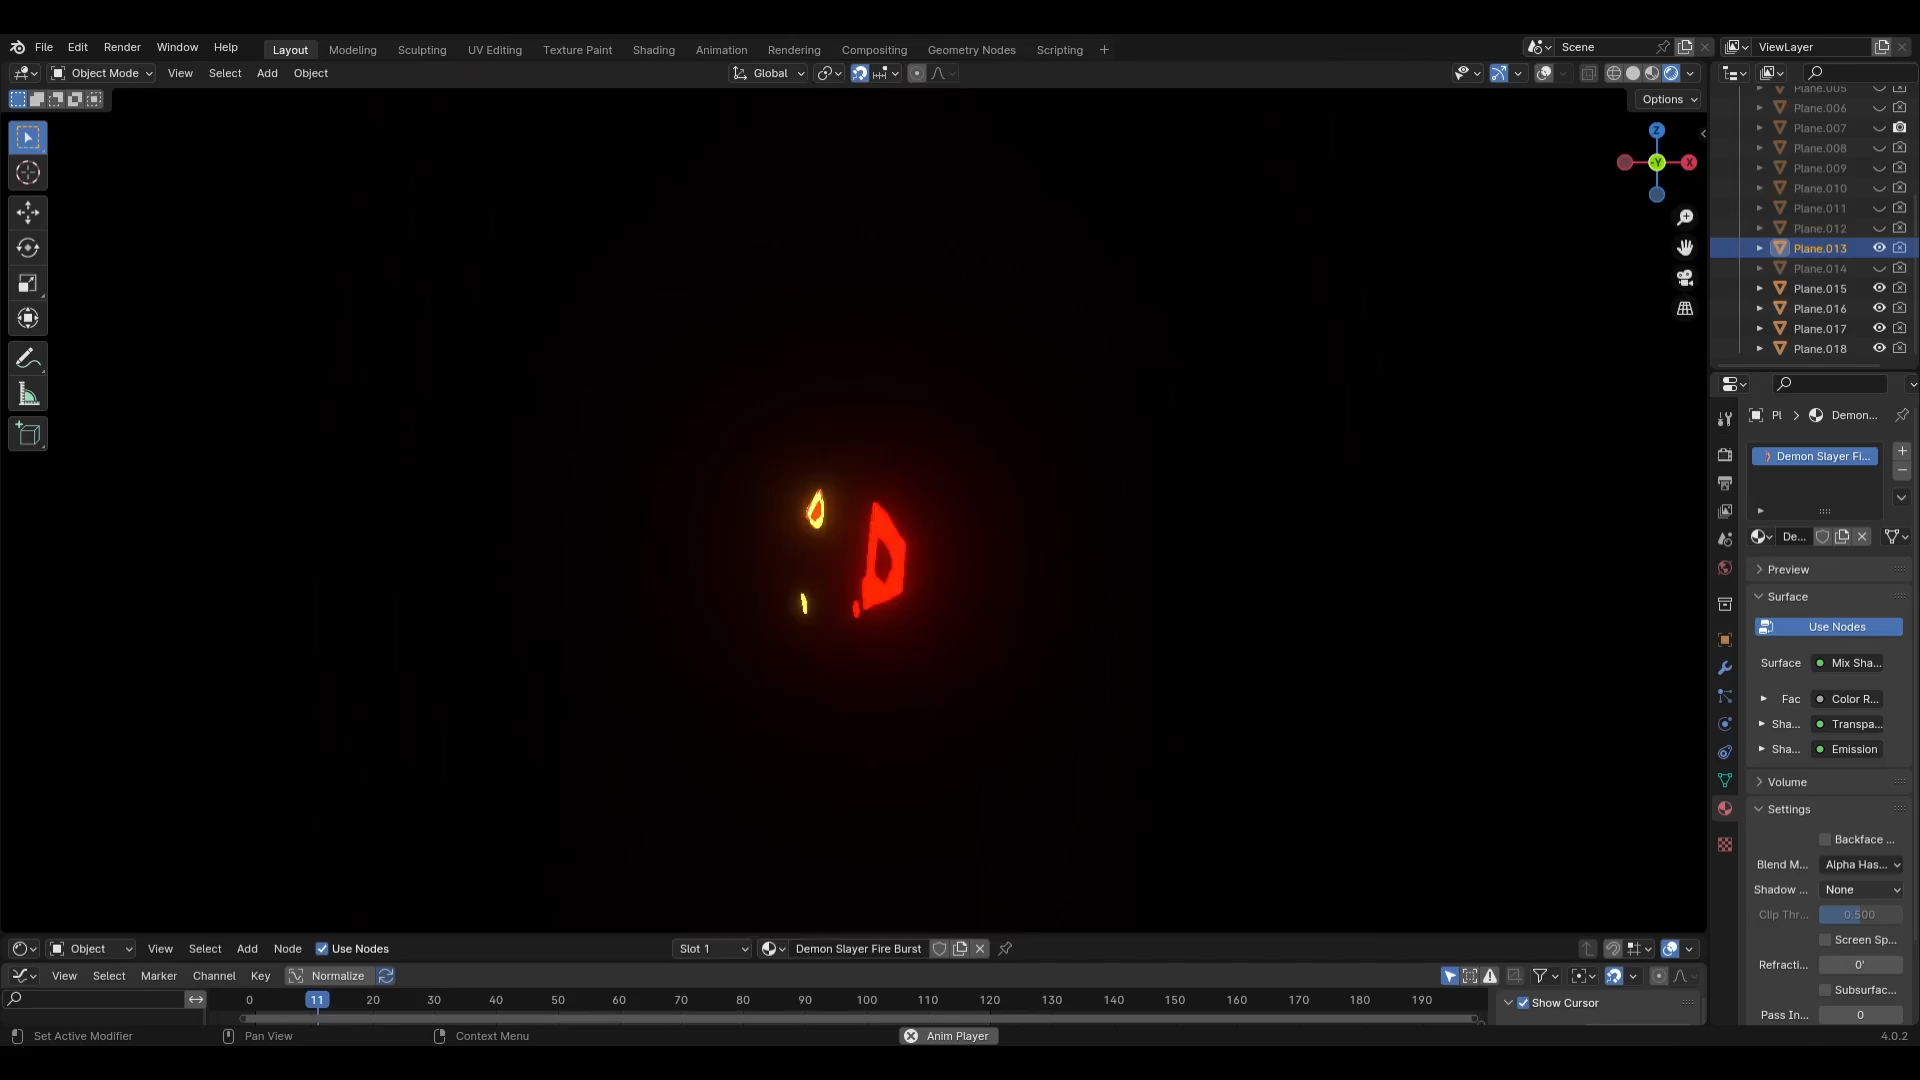 File Edit Render Window Help Layout Modeling Sculpting UV Editing Texture Paint Shading Animation Rendering Compositing Geometry Nodes Scripting + Scene ViewLayer
Object Mode View Select Add Object Global
Options
Z
-Y X
Plane.005
Plane.006
Plane.007
Plane.008
Plane.009
Plane.010
Plane.011
Plane.012
Plane.013
Plane.014
Plane.015
Plane.016
Plane.017
Plane.018
Pl > Demon...
Demon Slayer Fi...
De...
Preview
Surface
Use Nodes
Surface Mix Sha...
Fac Color R...
Sha... Transpa...
Sha... Emission
Volume
Settings
Backface ...
Blend M... Alpha Has...
Shadow ... None
Clip Thr... 0.500
Screen Sp...
Refracti... 0'
Subsurfac...
Pass In... 0
Object View Select Add Node Use Nodes Slot 1 Demon Slayer Fire Burst
View Select Marker Channel Key Normalize
0 11 20 30 40 50 60 70 80 90 100 110 120 130 140 150 160 170 180 190
Show Cursor
Set Active Modifier Pan View Context Menu Anim Player 4.0.2